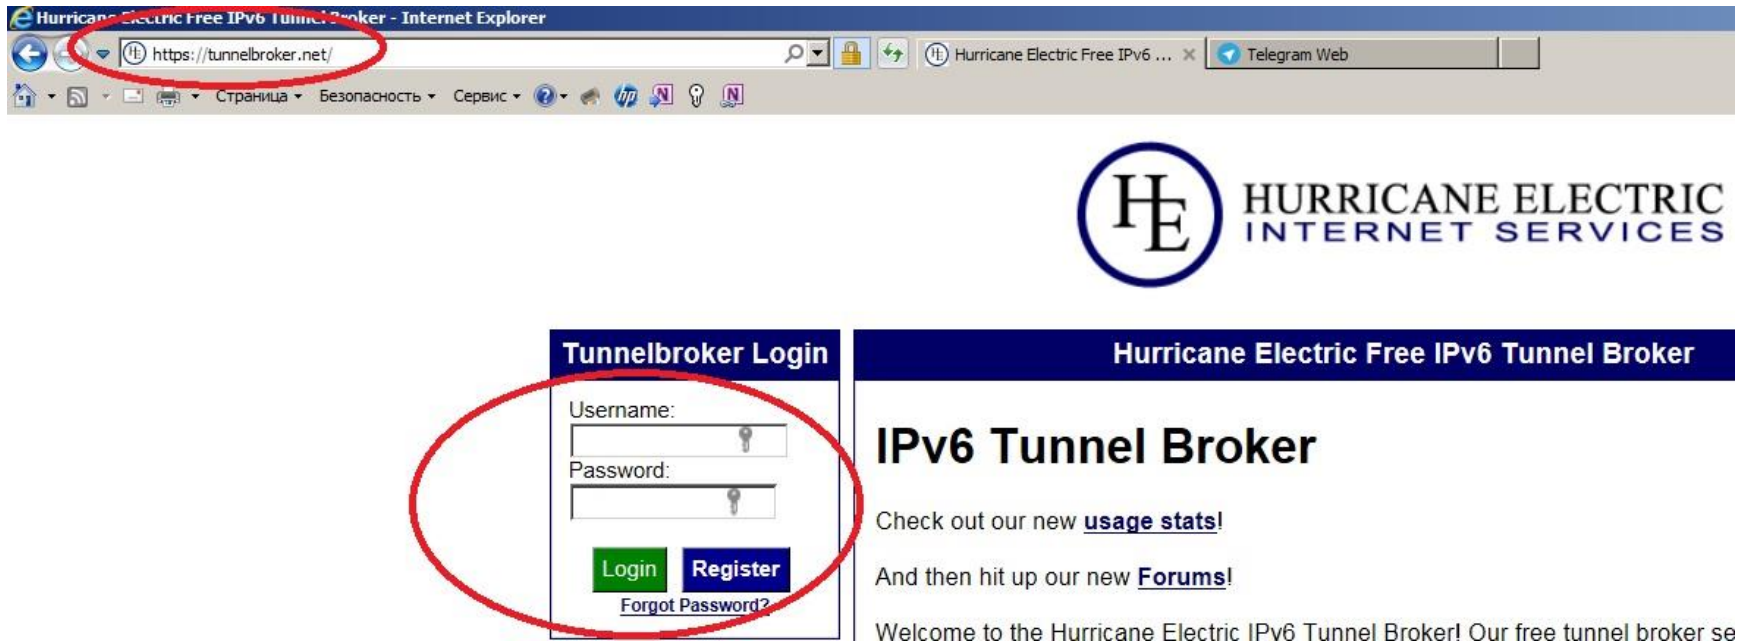 Hurricane Electric Free IPv6 Tunnel Broker - Internet Explorer
https://tunnelbroker.net/
Hurricane Electric Free IPv6 ...
Telegram Web
Страница
Безопасность
Сервис
HE
HURRICANE ELECTRIC
INTERNET SERVICES
Tunnelbroker Login
Username:
Password:
Login
Register
Forgot Password?
Hurricane Electric Free IPv6 Tunnel Broker
IPv6 Tunnel Broker
Check out our new usage stats!
And then hit up our new Forums!
Welcome to the Hurricane Electric IPv6 Tunnel Broker! Our free tunnel broker se